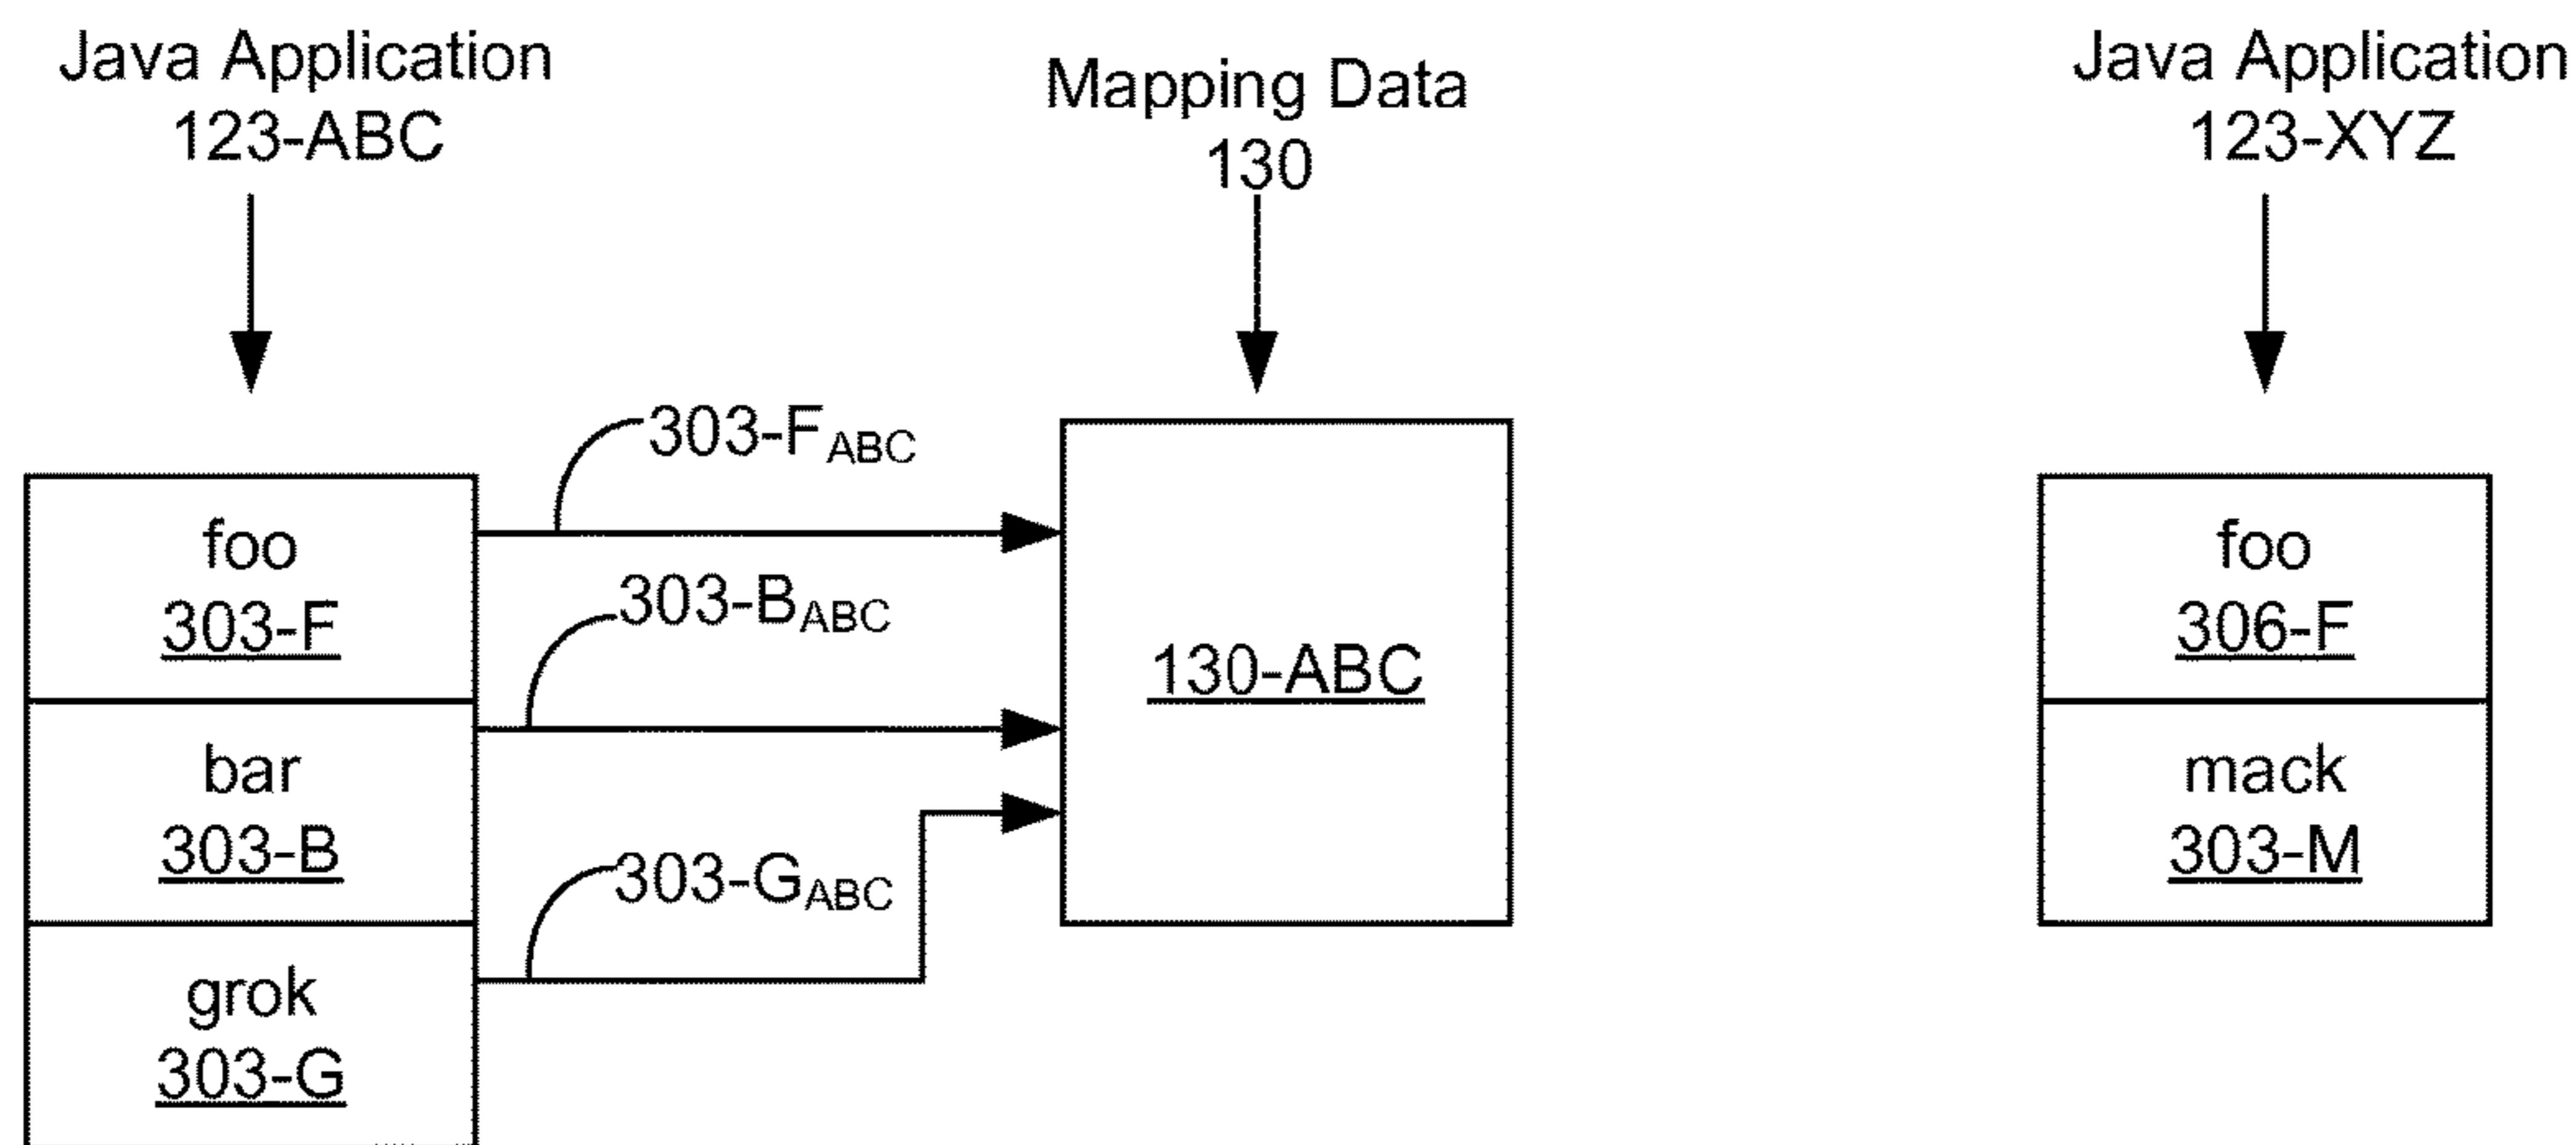 Java Application
123-ABC
Mapping Data
130
Java Application
123-XYZ
foo
303-F
bar
303-B
grok
303-G
303-FABC
303-BABC
303-GABC
130-ABC
foo
306-F
mack
303-M